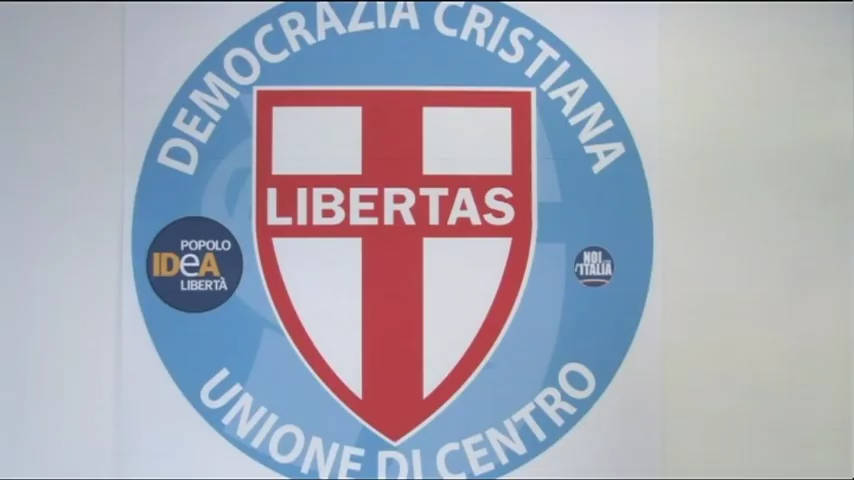 DEMOCRAZIA CRISTIANA
LIBERTAS
POPOLO
IDeA
LIBERTÀ
NOI
L'ITALIA
UNIONE DI CENTRO